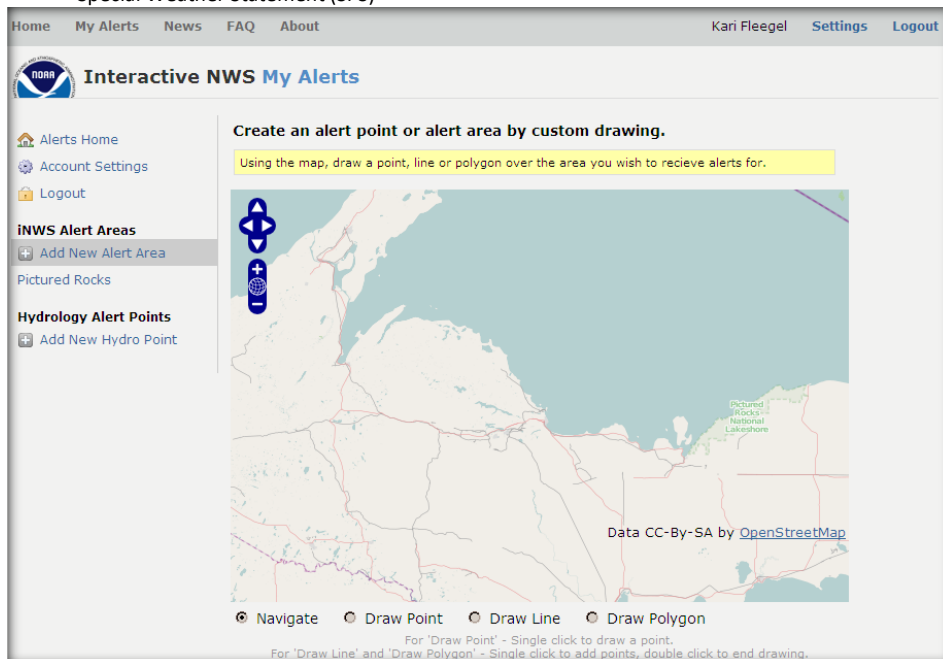 Special Weather Statement (SPS)
Home My Alerts News FAQ About Kari Fleegel Settings Logout
NOAA
Interactive NWS My Alerts
Alerts Home
Account Settings
Logout
iNWS Alert Areas
Add New Alert Area
Pictured Rocks
Hydrology Alert Points
Add New Hydro Point
Create an alert point or alert area by custom drawing.
Using the map, draw a point, line or polygon over the area you wish to recieve alerts for.
Pictured
Rocks
National
Lakeshore
Data CC-By-SA by OpenStreetMap
Navigate Draw Point Draw Line Draw Polygon
For 'Draw Point' - Single click to draw a point.
For 'Draw Line' and 'Draw Polygon' - Single click to add points, double click to end drawing.